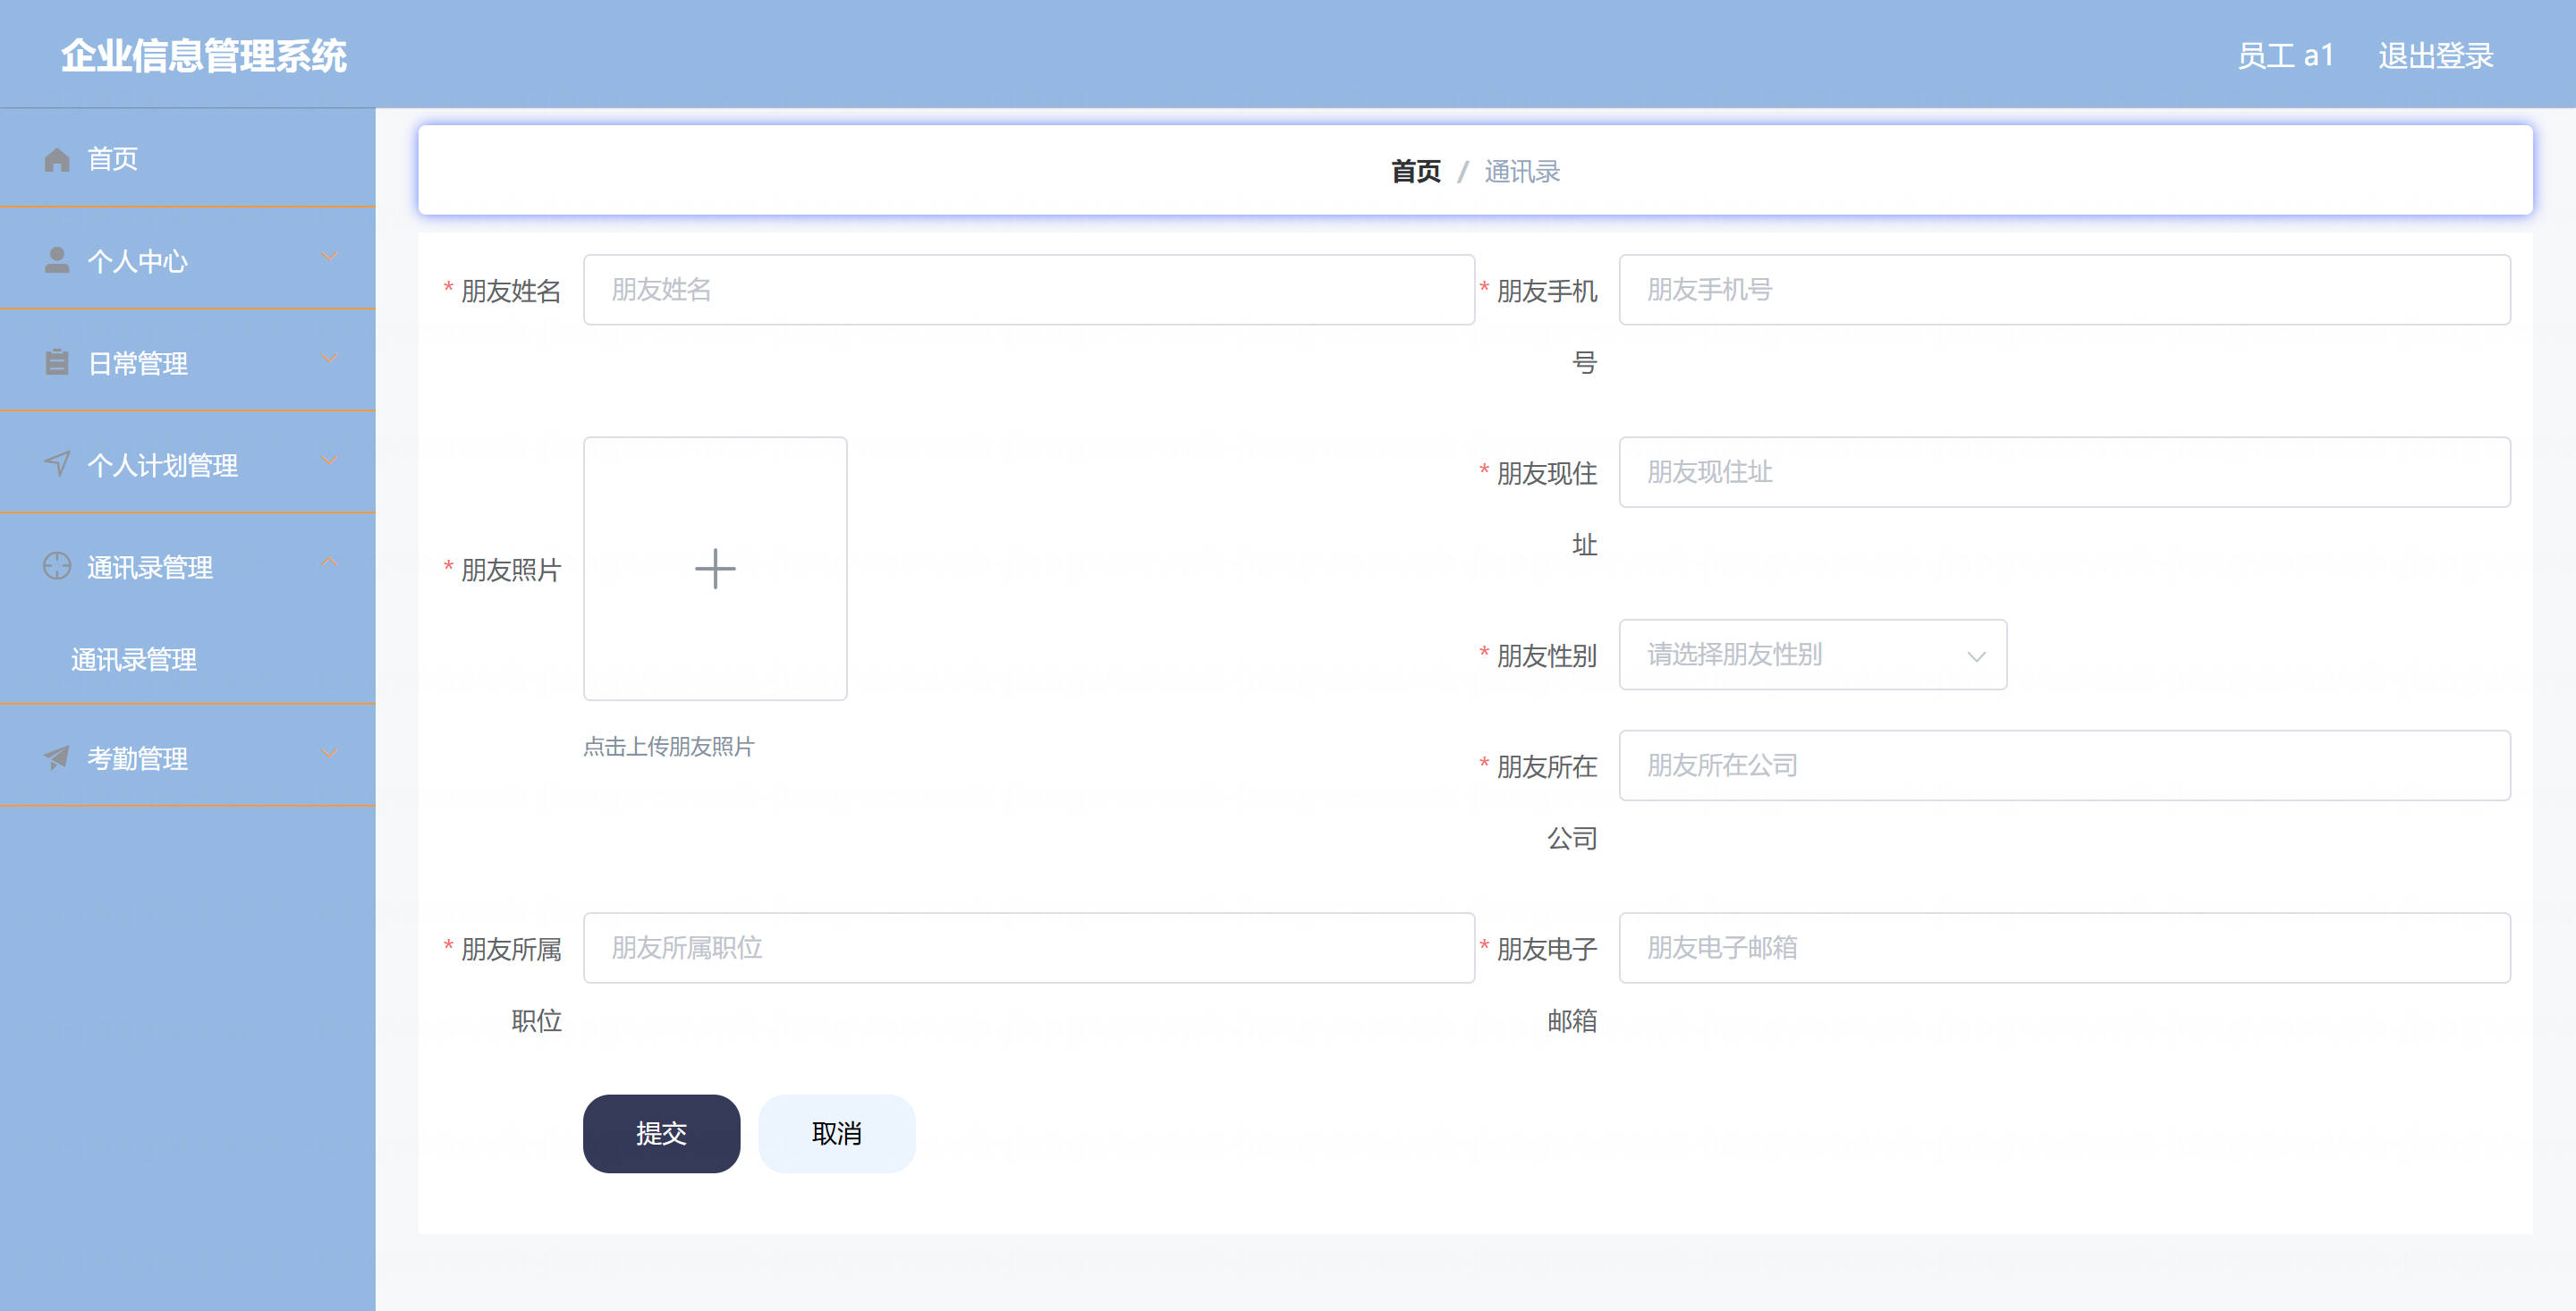 企业信息管理系统
员工 a1
退出登录
首页
个人中心
日常管理
个人计划管理
通讯录管理
通讯录管理
考勤管理
首页 / 通讯录
* 朋友姓名
朋友姓名
* 朋友手机
号
朋友手机号
* 朋友照片
点击上传朋友照片
* 朋友现住
址
朋友现住址
* 朋友性别
请选择朋友性别
* 朋友所在
公司
朋友所在公司
* 朋友所属
职位
朋友所属职位
* 朋友电子
邮箱
朋友电子邮箱
提交
取消